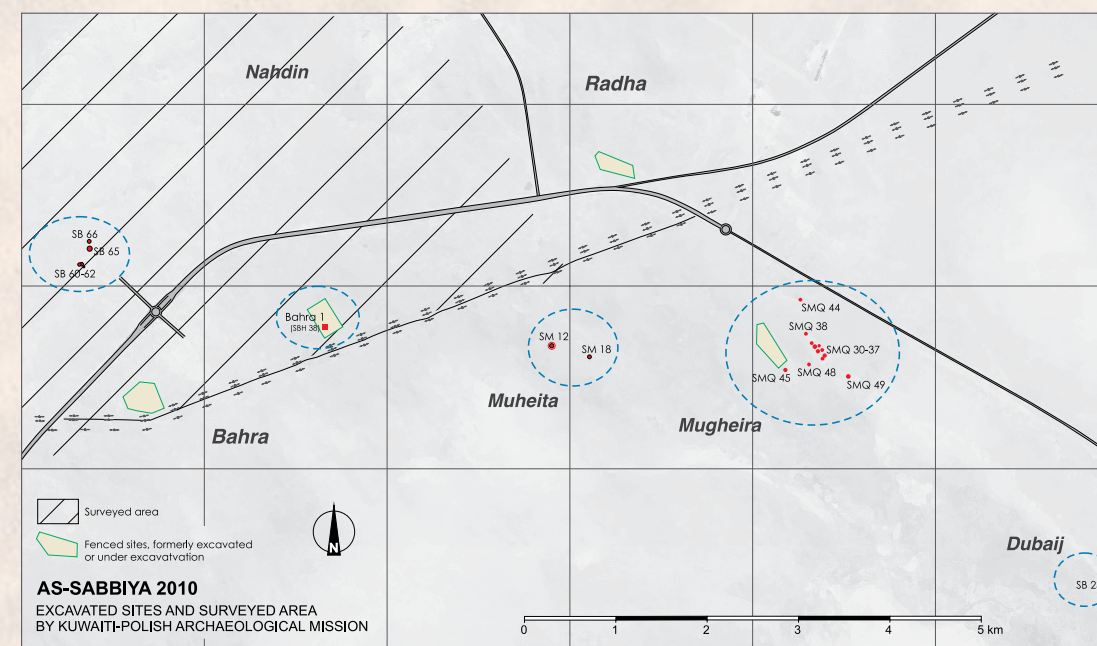 Nahdin
Radha
SB 66
SB 65
SB 60-62
Bahra 1
(SBH 38)
SM 12
SM 18
SMQ 44
SMQ 38
SMQ 30-37
SMQ 45
SMQ 48
SMQ 49
Muheita
Mugheira
Bahra
Dubaij
Surveyed area
Fenced sites, formerly excavated
or under excavatvation
N
AS-SABBIYA 2010
EXCAVATED SITES AND SURVEYED AREA
BY KUWAITI-POLISH ARCHAEOLOGICAL MISSION
0 1 2 3 4 5 km